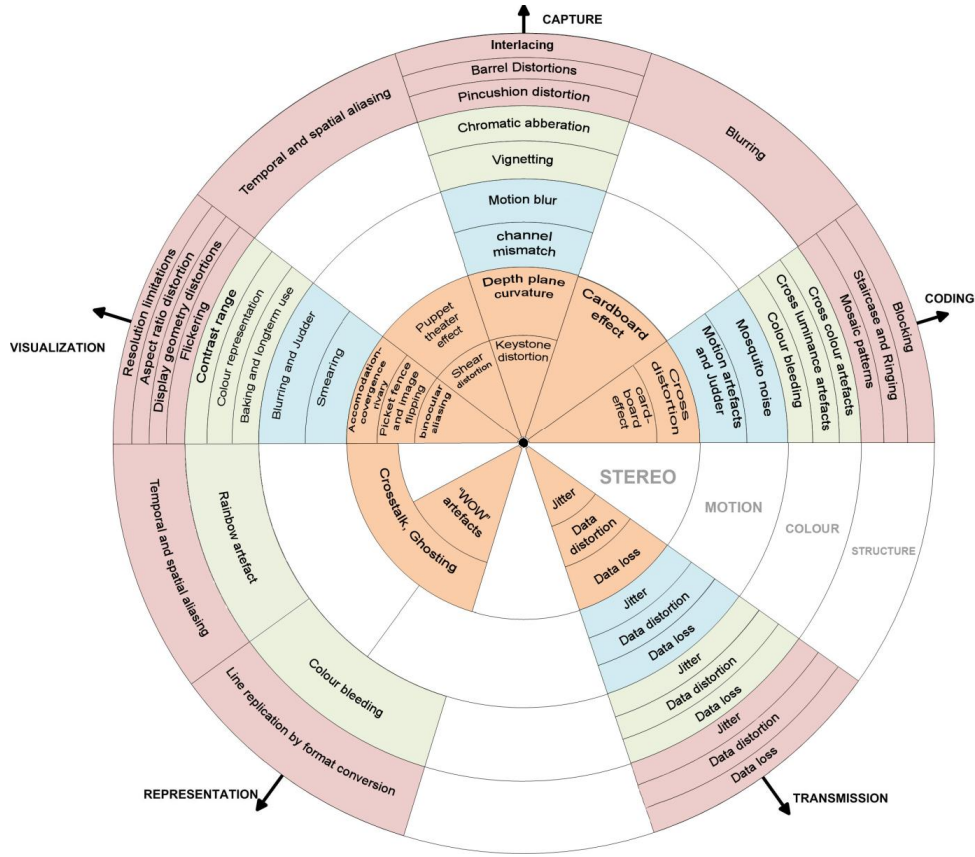 CAPTURE
Interlacing
Barrel Distortions
Pincushion distortion
Chromatic abberation
Vignetting
Motion blur
channel
mismatch
Depth plane
curvature
Keystone
distortion
Blurring
Cardboard
effect
CODING
Blocking
Staircase and Ringing
Mosaic patterns
Cross colour artefacts
Cross luminance artefacts
Colour bleeding
Mosquito noise
Motion artefacts
and Judder
Cross
distortion
card-
board
effect
STEREO
MOTION
COLOUR
STRUCTURE
Jitter
Data
distortion
Data loss
Jitter
Data distortion
Data loss
Jitter
Data distortion
Data loss
Jitter
Data distortion
Data loss
TRANSMISSION
"WOW"
artefacts
Crosstalk, Ghosting
Colour bleeding
Line replication by format conversion
REPRESENTATION
Rainbow artefact
Temporal and spatial aliasing
VISUALIZATION
Resolution limitations
Aspect ratio distortion
Display geometry distortions
Flickering
Contrast range
Colour representation
Baking and longterm use
Blurring and Judder
Smearing
Accomodation-
covergence
rivary
Picket fence
and image
flipping
binocular
aliasing
Puppet
theater
effect
Shear
distortion
Temporal and spatial aliasing